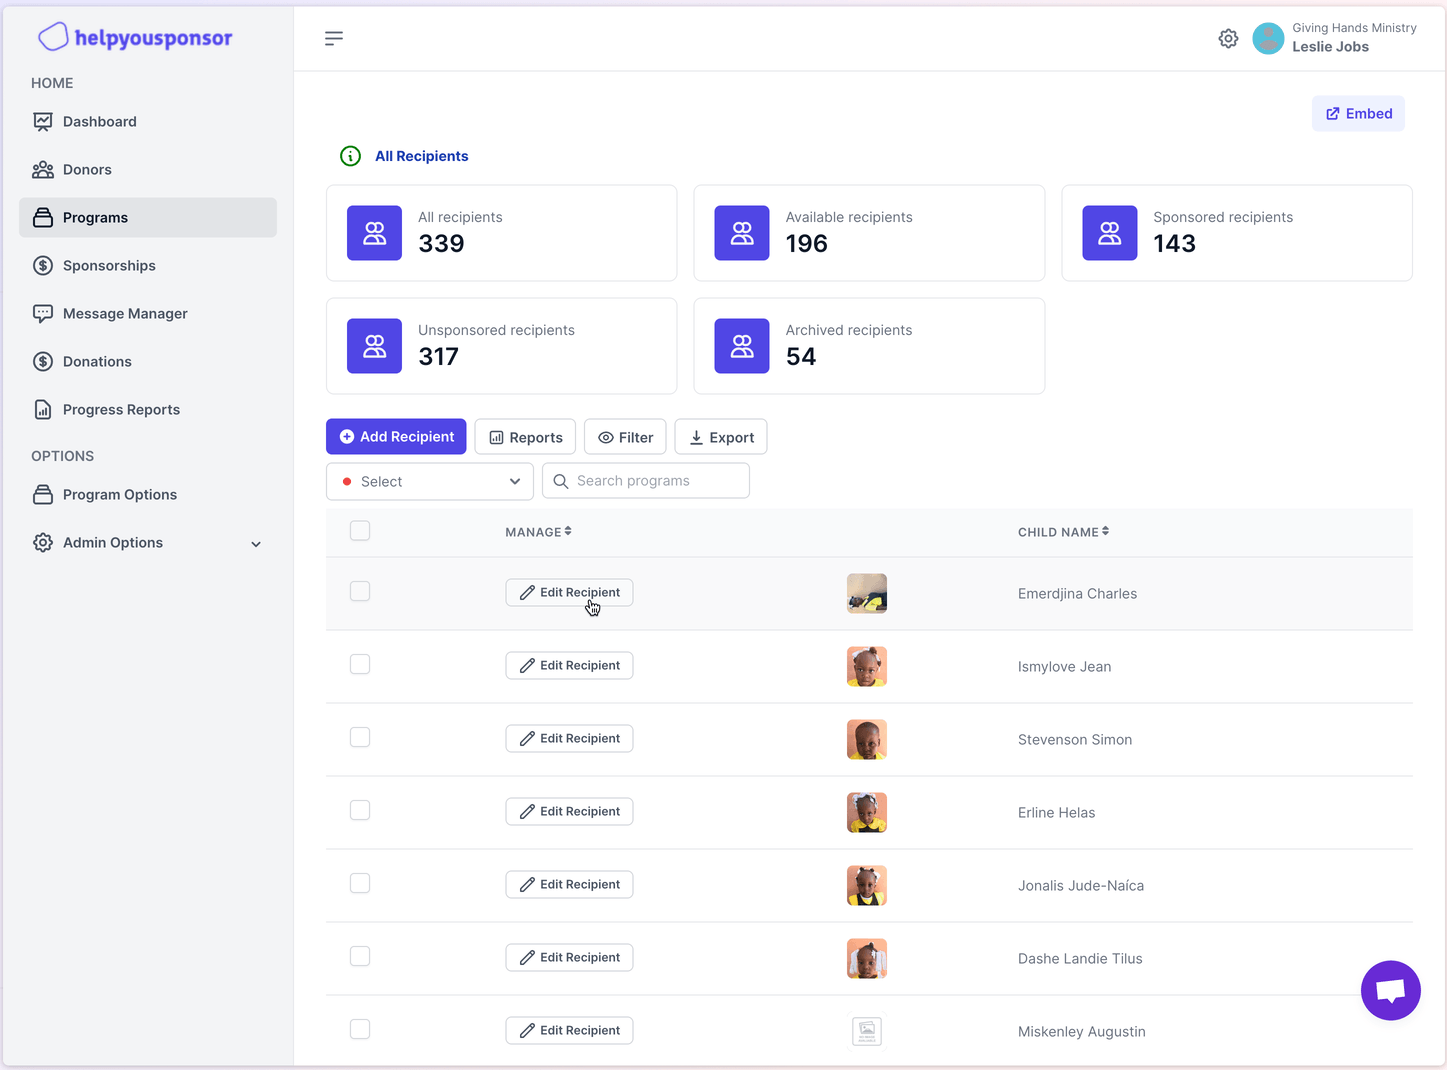 helpyousponsor
HOME
Dashboard
Donors
Programs
Sponsorships
Message Manager
Donations
Progress Reports
OPTIONS
Program Options
Admin Options
Giving Hands Ministry
Leslie Jobs
Embed
All Recipients
All recipients
339
Available recipients
196
Sponsored recipients
143
Unsponsored recipients
317
Archived recipients
54
Add Recipient
Reports
Filter
Export
Select
Search programs
MANAGE
CHILD NAME
Edit Recipient
Emerdjina Charles
Edit Recipient
Ismylove Jean
Edit Recipient
Stevenson Simon
Edit Recipient
Erline Helas
Edit Recipient
Jonalis Jude-Naíca
Edit Recipient
Dashe Landie Tilus
Edit Recipient
Miskenley Augustin